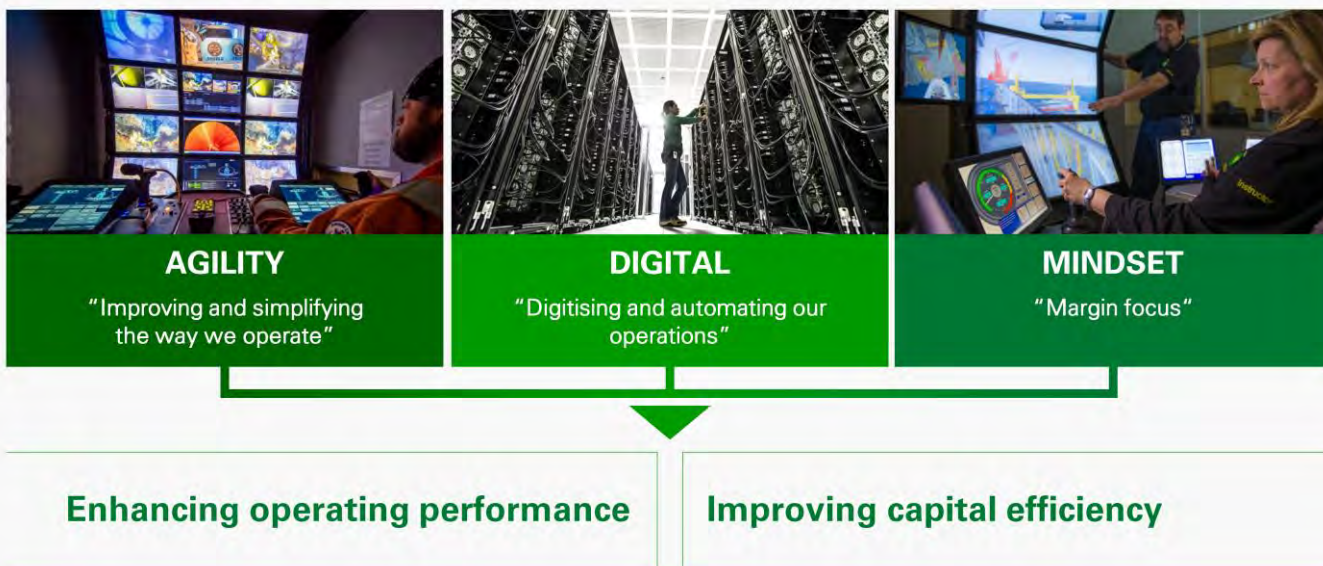 AGILITY
"Improving and simplifying
the way we operate"
DIGITAL
"Digitising and automating our
operations"
MINDSET
"Margin focus"
Instructor
Enhancing operating performance
Improving capital efficiency